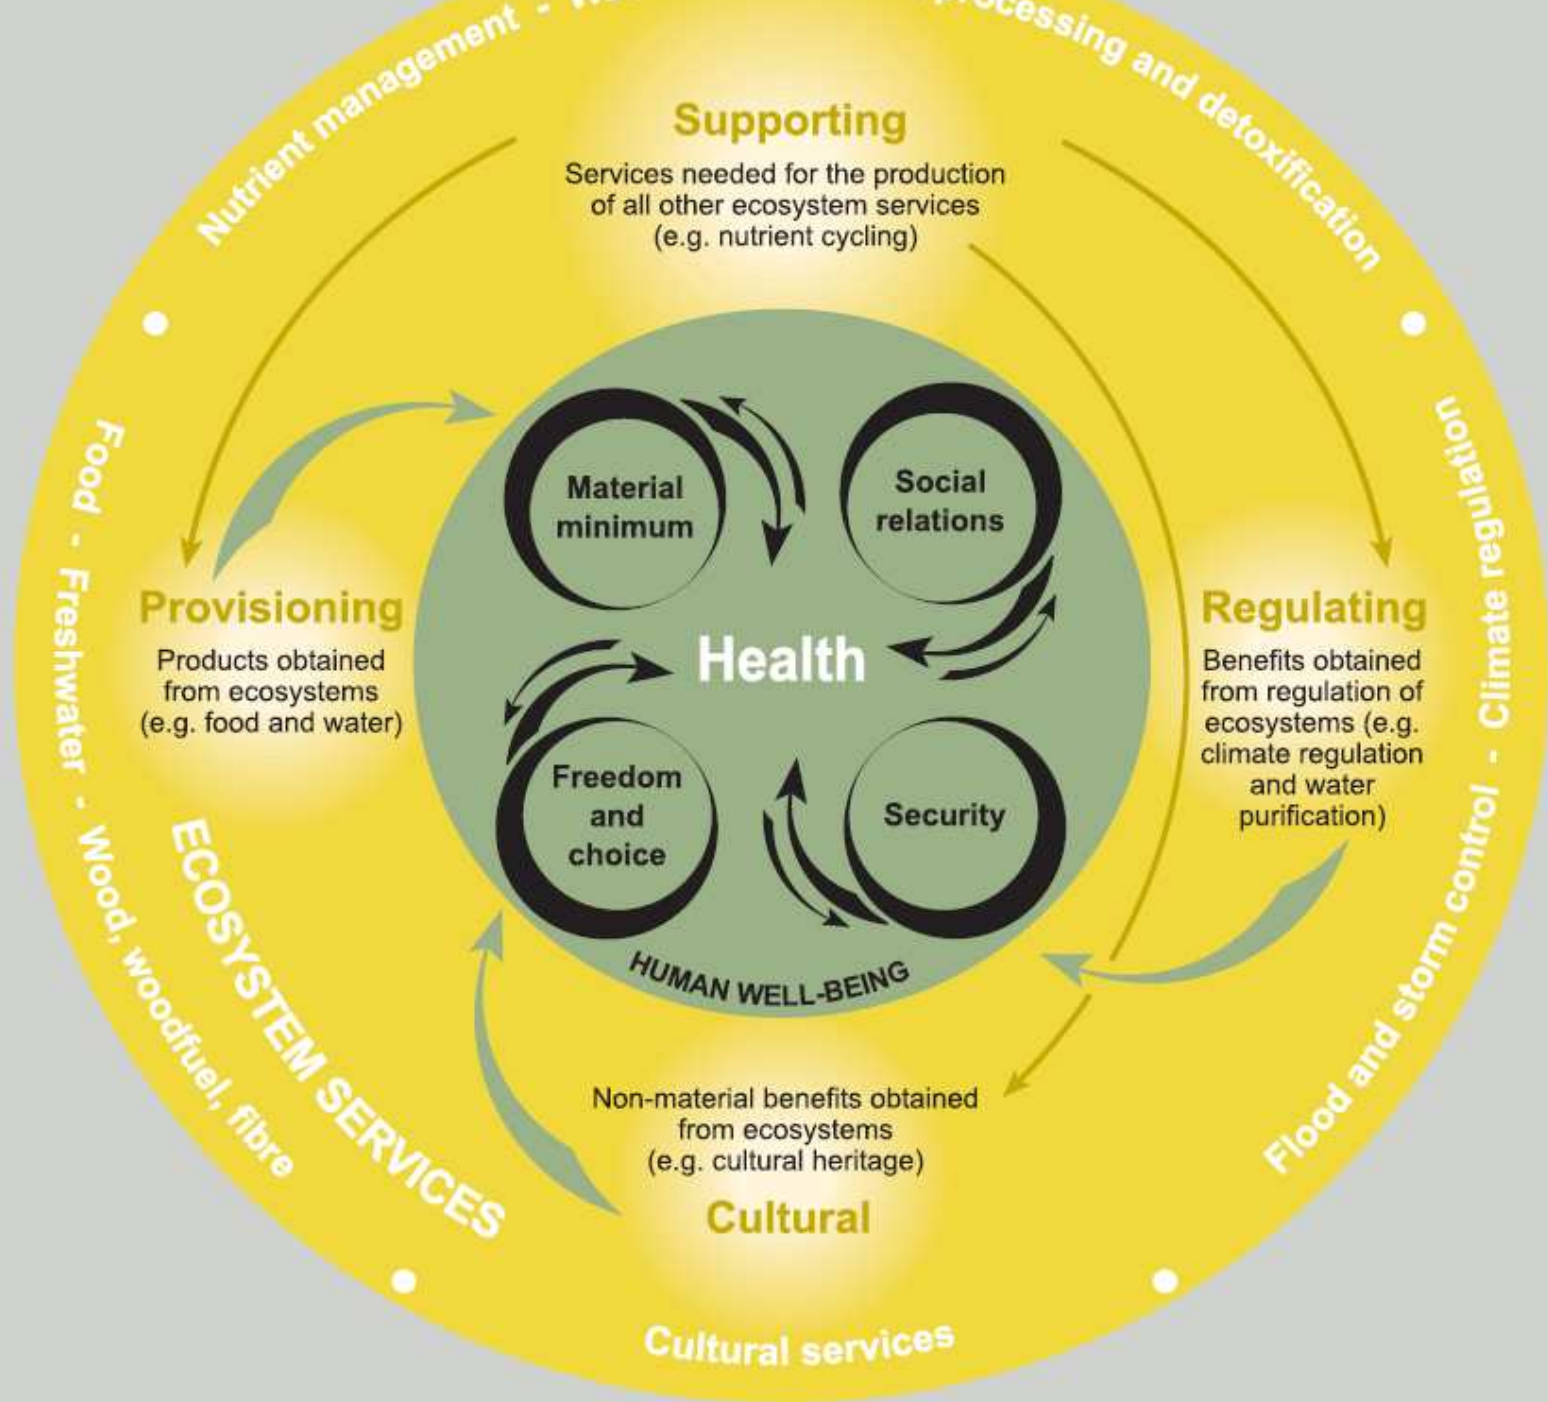 Nutrient management -
processing and detoxification
Supporting
Services needed for the production
of all other ecosystem services
(e.g. nutrient cycling)
Food - Freshwater - Wood, woodfuel, fibre
Flood and storm control - Climate regulation
Material
minimum
Social
relations
Health
Freedom
and
choice
Security
HUMAN WELL-BEING
Provisioning
Products obtained
from ecosystems
(e.g. food and water)
Regulating
Benefits obtained
from regulation of
ecosystems (e.g.
climate regulation
and water
purification)
ECOSYSTEM SERVICES
Non-material benefits obtained
from ecosystems
(e.g. cultural heritage)
Cultural
Cultural services